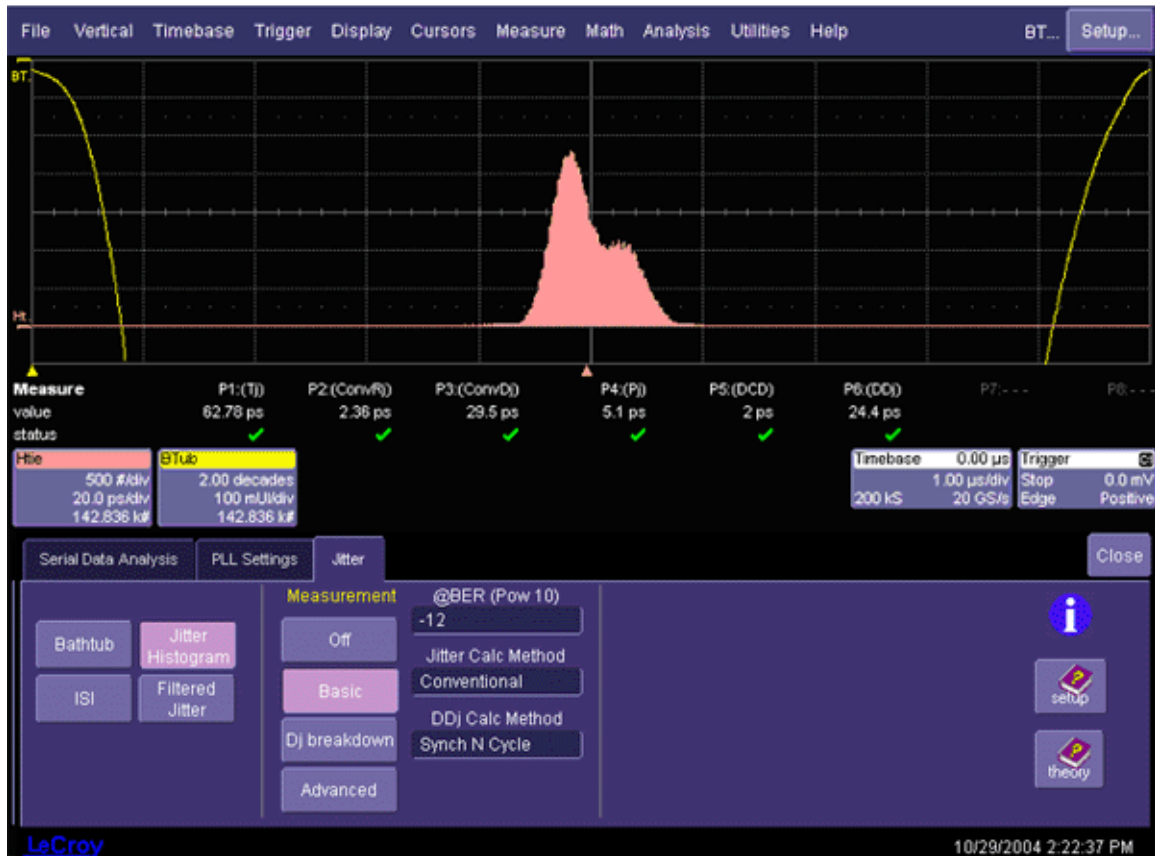 File Vertical Timebase Trigger Display Cursors Measure Math Analysis Utilities Help BT... Setup...
BT.
Ht.
Measure P1:(Tj) P2:(ConvRj) P3:(ConvDj) P4:(Pj) P5:(DCD) P6:(DDj) P7:- - - P8:- - -
value 62.78 ps 2.36 ps 29.5 ps 5.1 ps 2 ps 24.4 ps
status
Htie BTub Timebase 0.00 µs Trigger C1
500 #/div 2.00 decades 1.00 µs/div Stop 0.0 mV
20.0 ps/div 100 mUI/div 200 kS 20 GS/s Edge Positive
142.836 k# 142.836 k#
Serial Data Analysis PLL Settings Jitter Close
Measurement @BER (Pow 10)
-12
Bathtub Jitter Histogram Off
Jitter Calc Method
ISI Filtered Jitter Basic Conventional
DDj Calc Method
Dj breakdown Synch N Cycle
Advanced
setup
theory
LeCroy 10/29/2004 2:22:37 PM